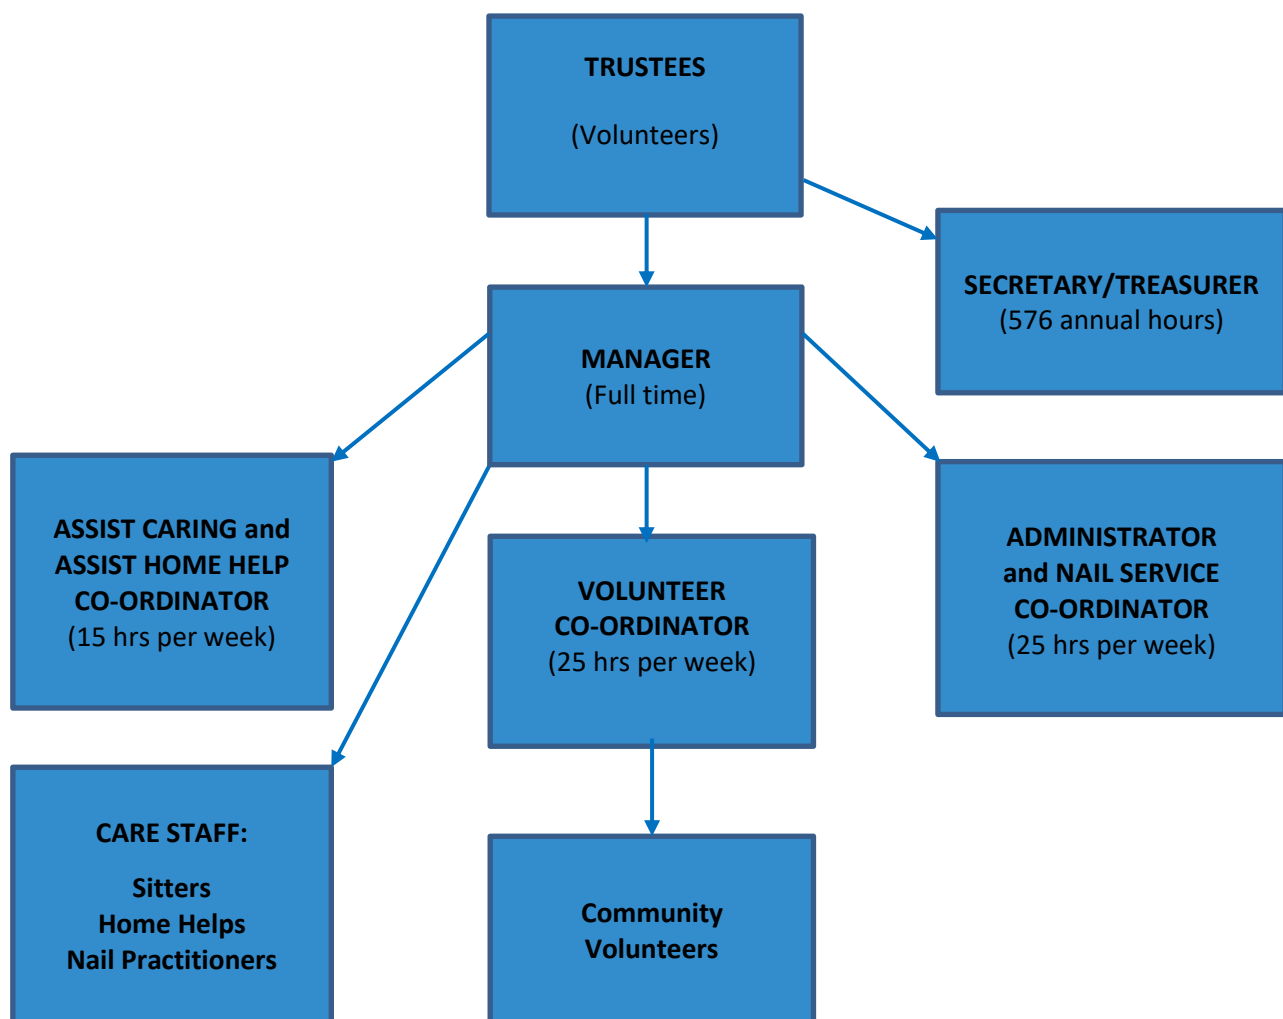 TRUSTEES
(Volunteers)
SECRETARY/TREASURER
(576 annual hours)
MANAGER
(Full time)
ASSIST CARING and
ASSIST HOME HELP
CO-ORDINATOR
(15 hrs per week)
VOLUNTEER
CO-ORDINATOR
(25 hrs per week)
ADMINISTRATOR
and NAIL SERVICE
CO-ORDINATOR
(25 hrs per week)
CARE STAFF:
Sitters
Home Helps
Nail Practitioners
Community
Volunteers